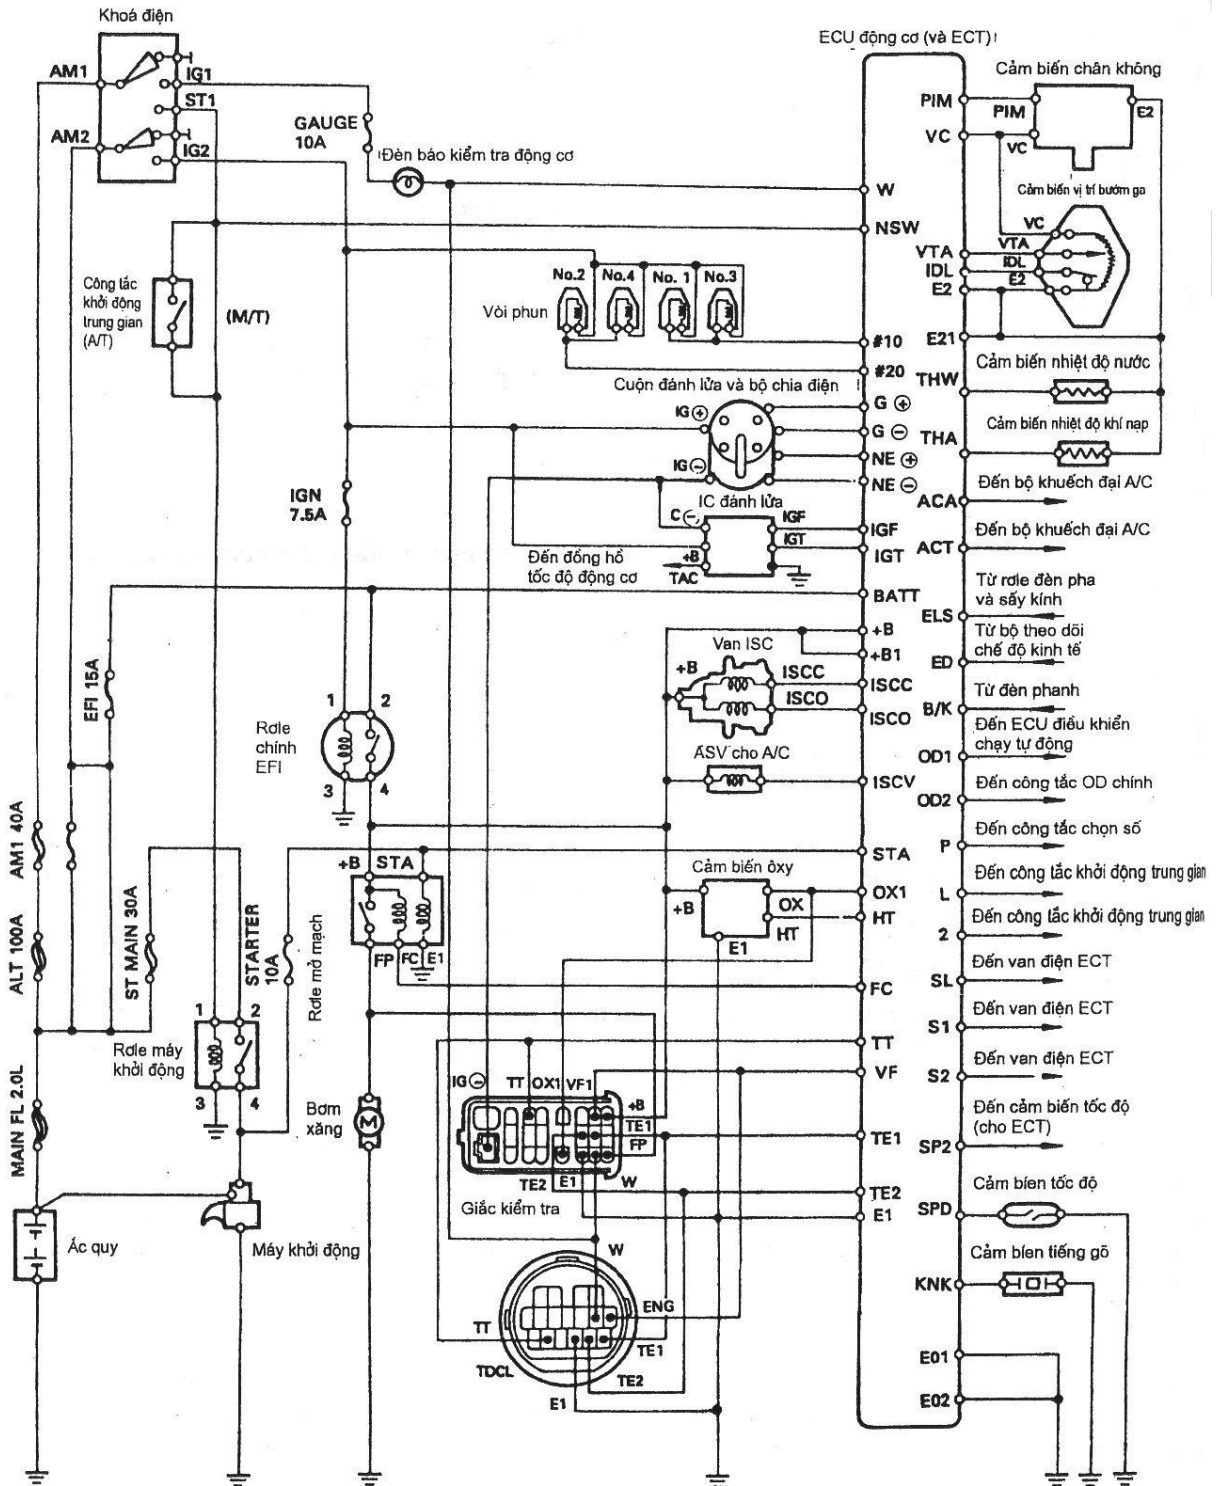 Khoá điện
ECU động cơ (và ECT)
Cảm biến chân không
AM1
IG1
ST1
AM2
IG2
GAUGE
10A
Đèn báo kiểm tra động cơ
PIM
PIM
E2
VC
VC
Cảm biến vị trí bướm ga
W
NSW
VC
VTA
VTA
IDL
IDL
E2
E2
Công tắc
khởi động
trung gian
(A/T)
(M/T)
No.2
No.4
No. 1
No.3
Vòi phun
#10
E21
#20
Cảm biến nhiệt độ nước
THW
Cuộn đánh lửa và bộ chia điện
IG ⊕
G ⊕
G ⊖
Cảm biến nhiệt độ khí nạp
THA
IG ⊖
NE ⊕
NE ⊖
IGN
7.5A
IC đánh lửa
Đến bộ khuếch đại A/C
ACA
C ⊖
IGF
IGF
IGT
IGT
Đến bộ khuếch đại A/C
ACT
Đến đồng hồ
tốc độ động cơ
+B
TAC
BATT
Từ rơle đèn pha
và sấy kính
ELS
+B
+B1
Từ bộ theo dõi
chế độ kinh tế
ED
Van ISC
+B
ISCC
ISCO
ISCC
ISCO
Từ đèn phanh
B/K
EFI 15A
1
2
Rơle
chính
EFI
3
4
Đến ECU điều khiển
chạy tự động
OD1
ASV cho A/C
ISCV
Đến công tắc OD chính
OD2
AM1 40A
Đến công tắc chọn số
P
+B
STA
STA
Cảm biến ôxy
+B
OX
HT
E1
OX1
HT
Đến công tắc khởi động trung gian
L
Đến công tắc khởi động trung gian
2
ALT 100A
ST MAIN 30A
STARTER
10A
Rơle mở mạch
FP
FC
E1
FC
Đến van điện ECT
SL
1
2
Rơle máy
khởi động
3
4
Đến van điện ECT
S1
TT
Đến van điện ECT
S2
VF
MAIN FL 2.0L
Bơm
xăng
M
IG ⊖
TT
OX1
VF1
+B
TE1
FP
TE2
E1
W
Giắc kiểm tra
TE1
Đến cảm biến tốc độ
(cho ECT)
SP2
TE2
E1
Cảm bíen tốc độ
SPD
Ắc quy
Máy khởi động
W
Cảm bíen tiếng gõ
KNK
ENG
TT
TE1
TDCL
TE2
E1
E01
E02